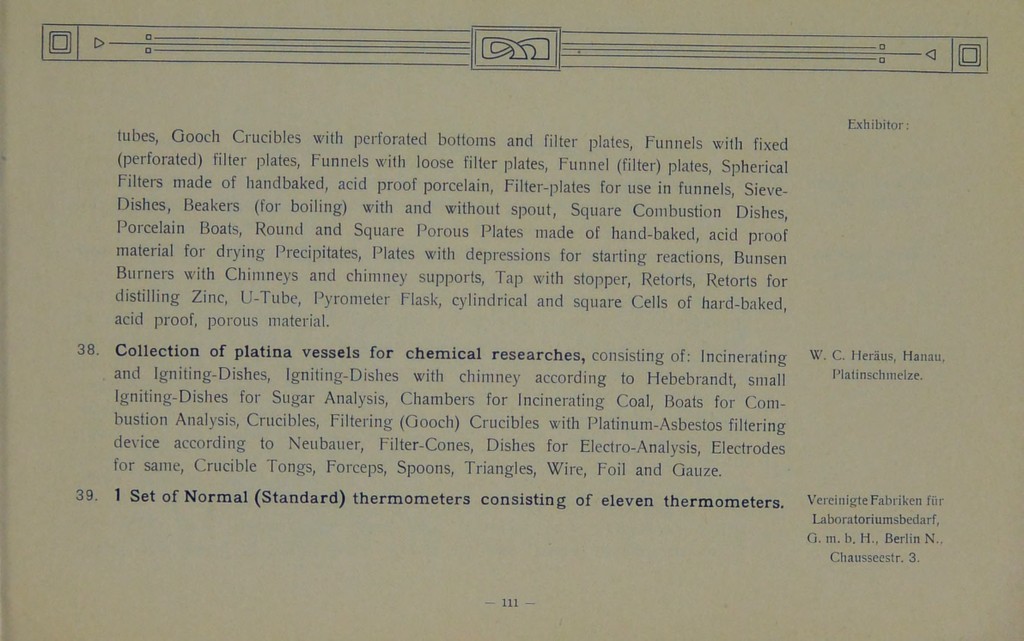 Exhibitor:
tubes, Gooch Crucibles with perforated bottoms and filter plates, Funnels with fixed
(perforated) filter plates, Funnels with loose filter plates, Funnel (filter) plates, Spherical
Filters made of handbaked, acid proof porcelain, Filter-plates for use in funnels, Sieve-
Dishes, Beakers (for boiling) with and without spout, Square Combustion Dishes,
Porcelain Boats, Round and Square Porous Plates made of hand-baked, acid proof
material for drying Precipitates, Plates with depressions for starting reactions, Bunsen
Burners with Chimneys and chimney supports, Tap with stopper, Retorts, Retorts for
distilling Zinc, U-Tube, Pyrometer Flask, cylindrical and square Cells of hard-baked,
acid proof, porous material.
38. Collection of platina vessels for chemical researches, consisting of: Incinerating
and Igniting-Dishes, Igniting-Dishes with chimney according to Hebebrandt, small
Igniting-Dishes for Sugar Analysis, Chambers for Incinerating Coal, Boats for Com-
bustion Analysis, Crucibles, Filtering (Gooch) Crucibles with Platinum-Asbestos filtering
device according to Neubauer, Filter-Cones, Dishes for Electro-Analysis, Electrodes
for same, Crucible Tongs, Forceps, Spoons, Triangles, Wire, Foil and Gauze.
W. C. Heräus, Hanau,
Platinschmelze.
39. 1 Set of Normal (Standard) thermometers consisting of eleven thermometers.
Vereinigte Fabriken für
Laboratoriumsbedarf,
G. m. b. H., Berlin N.,
Chausseestr. 3.
— 111 —